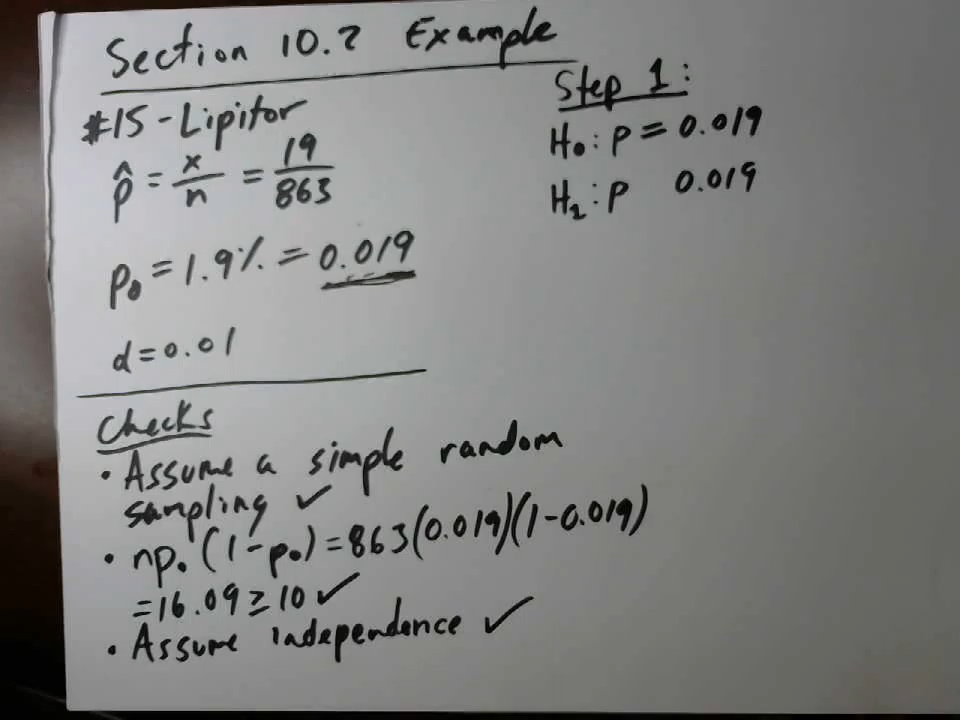 Section 10.2 Example
#15 - Lipitor
p̂ = x/n = 19/863
p₀ = 1.9% = 0.019
d = 0.01
Checks
• Assume a simple random
sampling ✓
• np₀(1-p₀) = 863(0.019)(1-0.019)
= 16.09 ≥ 10 ✓
• Assume independence ✓
Step 1:
H₀: p = 0.019
H₁: p 0.019